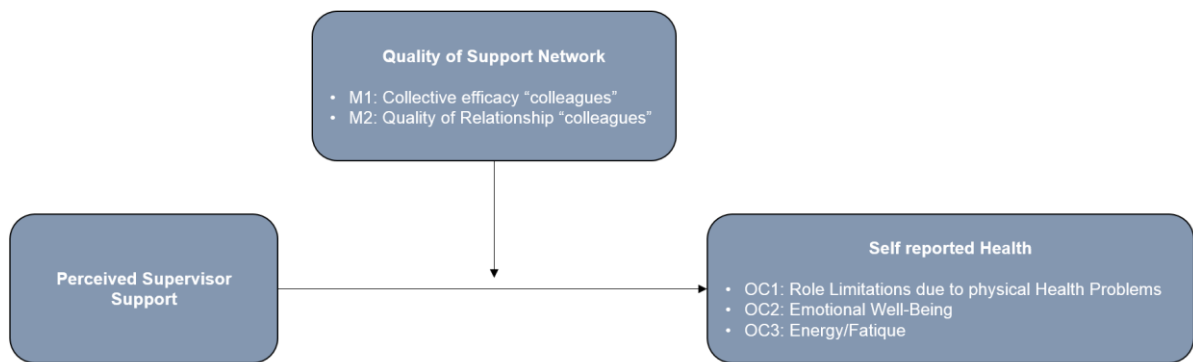 Quality of Support Network
• M1: Collective efficacy “colleagues”
• M2: Quality of Relationship “colleagues”
Perceived Supervisor
Support
Self reported Health
• OC1: Role Limitations due to physical Health Problems
• OC2: Emotional Well-Being
• OC3: Energy/Fatique